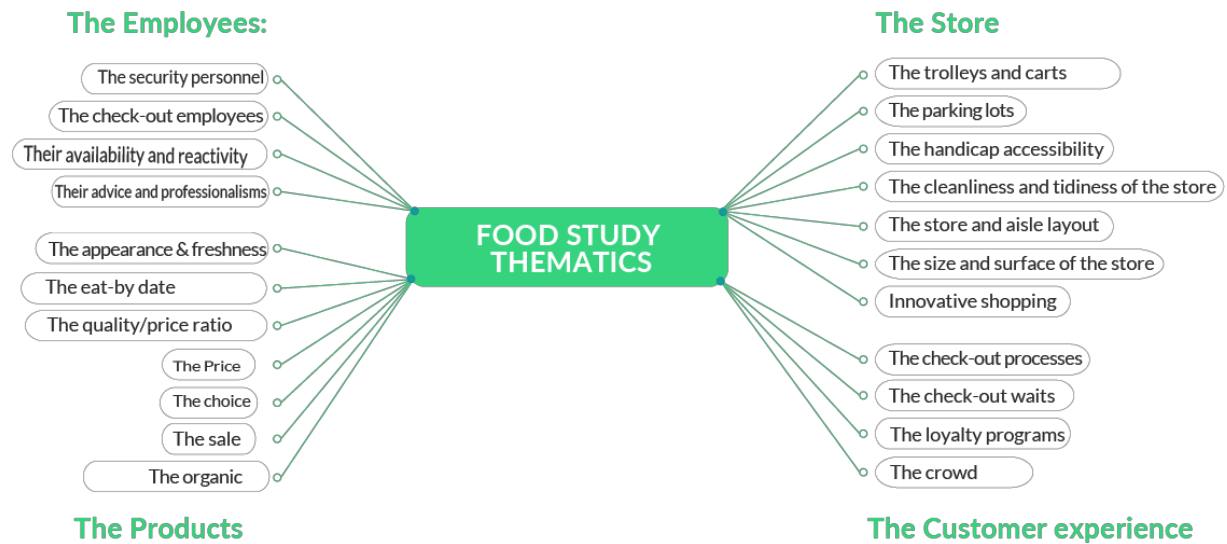 The Employees:
The security personnel
The check-out employees
Their availability and reactivity
Their advice and professionalisms
The appearance & freshness
The eat-by date
The quality/price ratio
The Price
The choice
The sale
The organic
The Products
FOOD STUDY
THEMATICS
The Store
The trolleys and carts
The parking lots
The handicap accessibility
The cleanliness and tidiness of the store
The store and aisle layout
The size and surface of the store
Innovative shopping
The check-out processes
The check-out waits
The loyalty programs
The crowd
The Customer experience